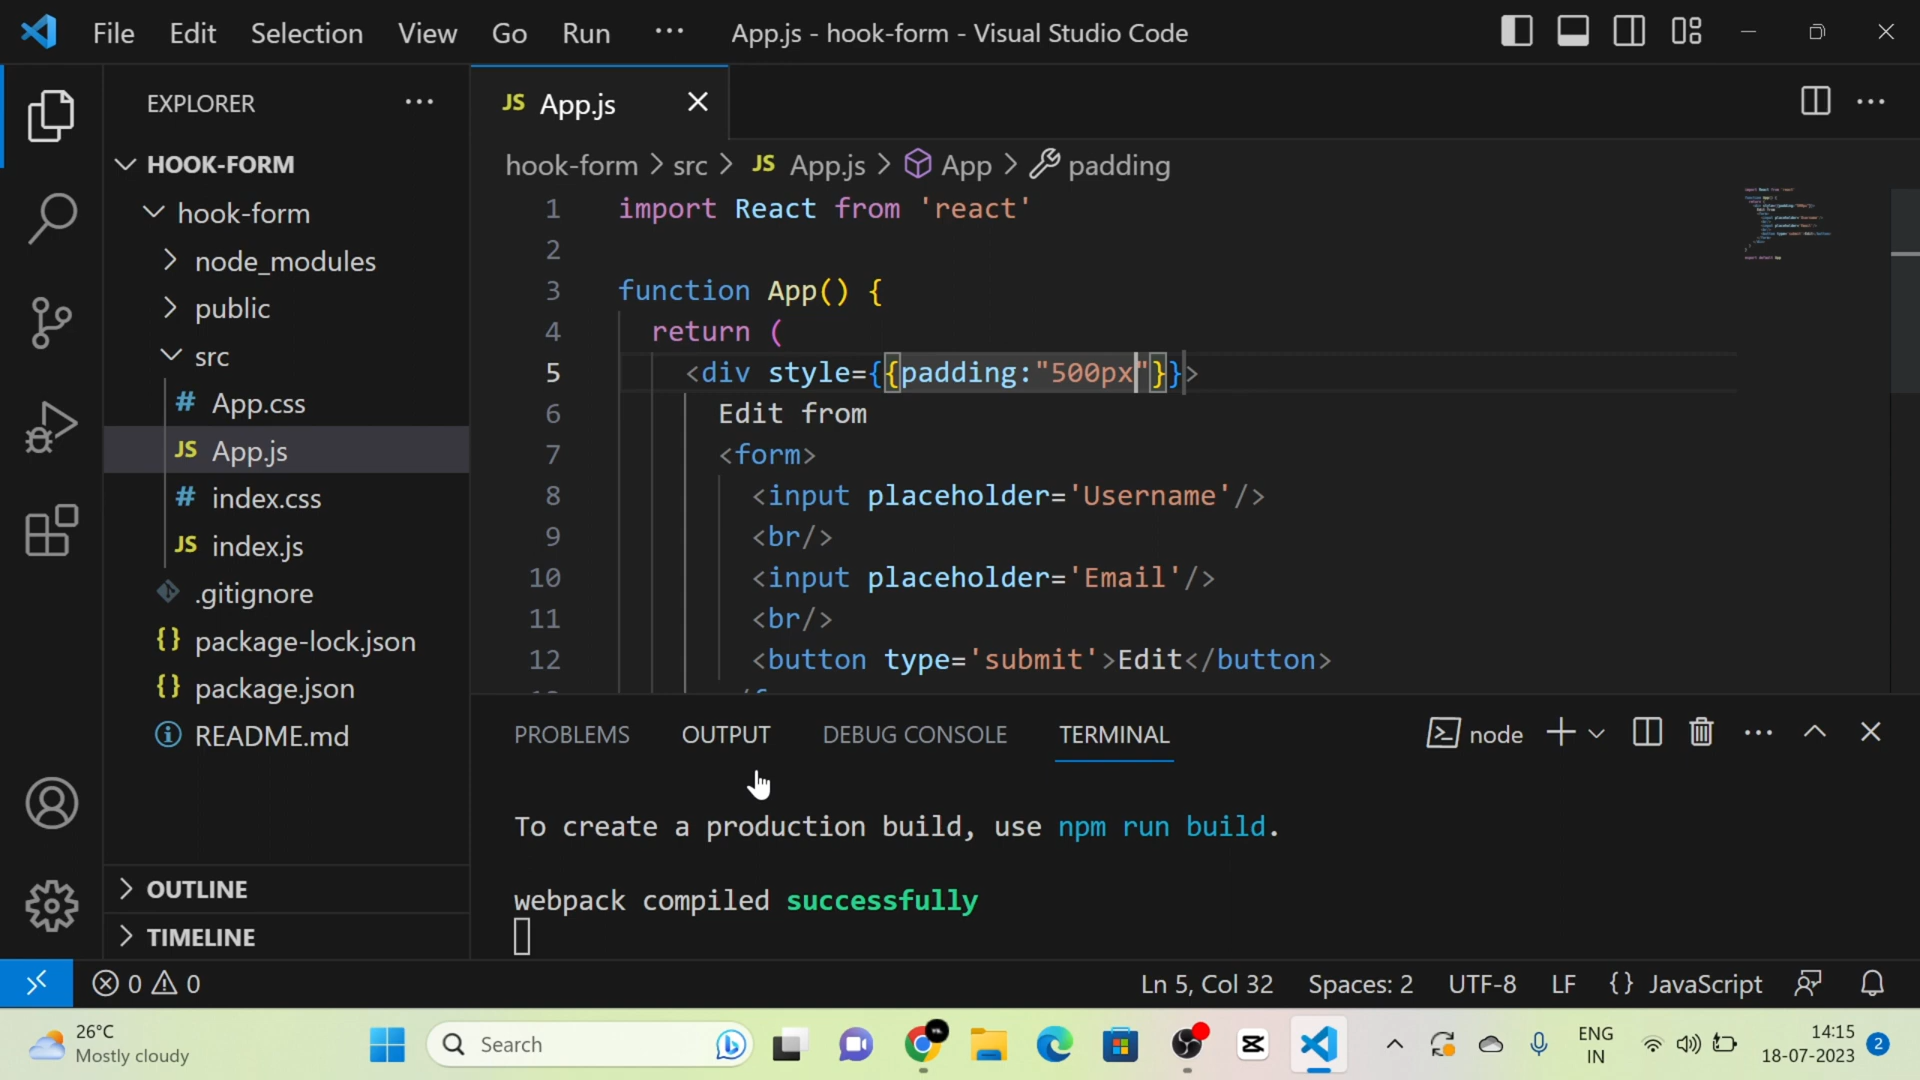 File Edit Selection View Go Run ··· App.js - hook-form - Visual Studio Code
EXPLORER ···
JS App.js
HOOK-FORM
hook-form > src > JS App.js > App > padding
hook-form
node_modules
public
src
# App.css
JS App.js
# index.css
JS index.js
.gitignore
{} package-lock.json
{} package.json
README.md
OUTLINE
TIMELINE
1 import React from 'react'
2
3 function App() {
4 return (
5 <div style={{padding:"500px"}}>
6 Edit from
7 <form>
8 <input placeholder='Username'/>
9 <br/>
10 <input placeholder='Email'/>
11 <br/>
12 <button type='submit'>Edit</button>
PROBLEMS OUTPUT DEBUG CONSOLE TERMINAL node
To create a production build, use npm run build.
webpack compiled successfully
0 0 Ln 5, Col 32 Spaces: 2 UTF-8 LF {} JavaScript
26°C
Mostly cloudy
Search
ENG
IN
14:15
18-07-2023
2